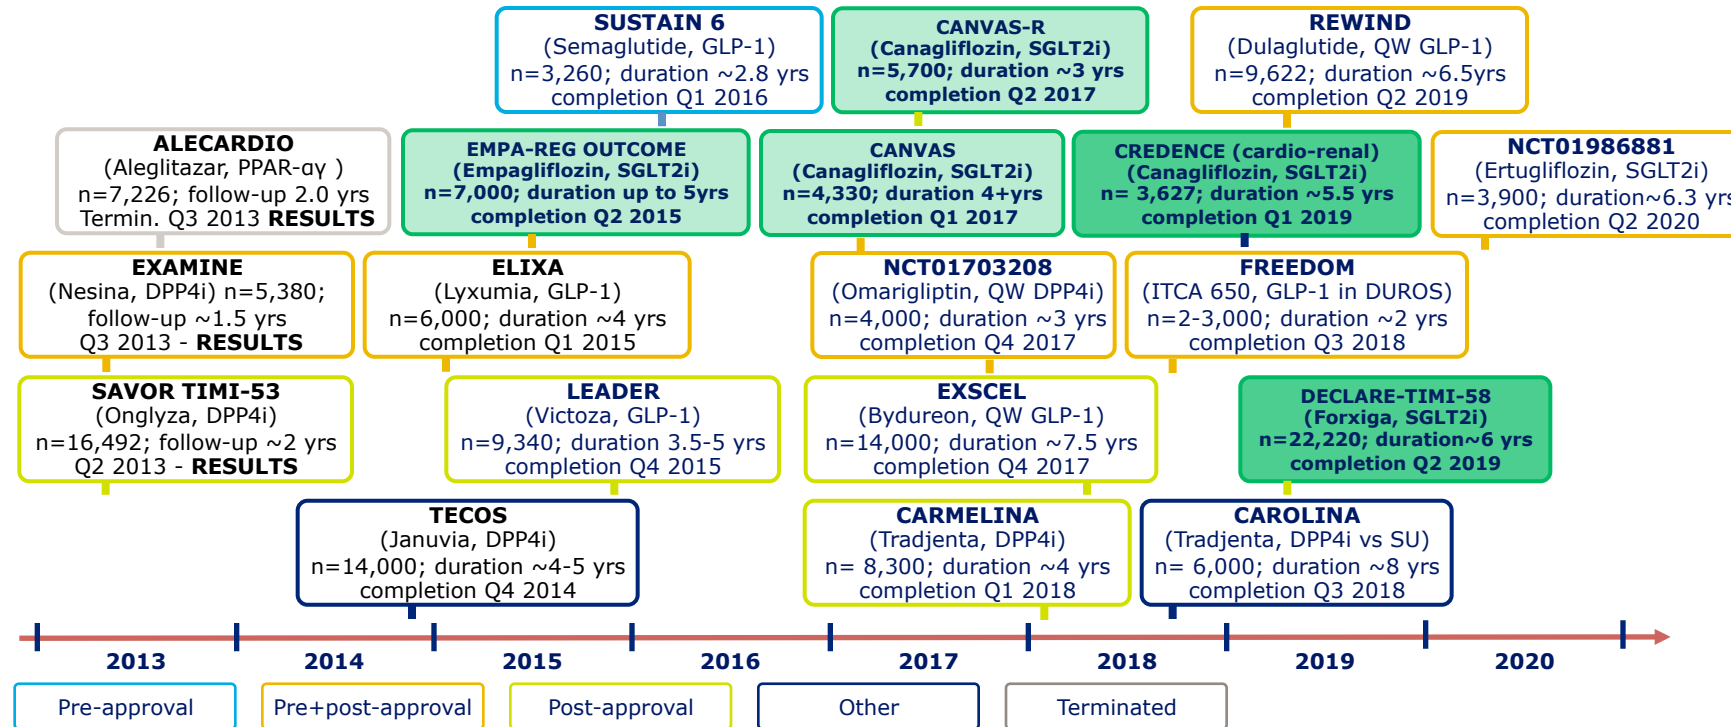 SUSTAIN 6
(Semaglutide, GLP-1)
n=3,260; duration ~2.8 yrs
completion Q1 2016
CANVAS-R
(Canagliflozin, SGLT2i)
n=5,700; duration ~3 yrs
completion Q2 2017
REWIND
(Dulaglutide, QW GLP-1)
n=9,622; duration ~6.5yrs
completion Q2 2019
ALECARDIO
(Aleglitazar, PPAR-αγ )
n=7,226; follow-up 2.0 yrs
Termin. Q3 2013 RESULTS
EMPA-REG OUTCOME
(Empagliflozin, SGLT2i)
n=7,000; duration up to 5yrs
completion Q2 2015
CANVAS
(Canagliflozin, SGLT2i)
n=4,330; duration 4+yrs
completion Q1 2017
CREDENCE (cardio-renal)
(Canagliflozin, SGLT2i)
n= 3,627; duration ~5.5 yrs
completion Q1 2019
NCT01986881
(Ertugliflozin, SGLT2i)
n=3,900; duration~6.3 yrs
completion Q2 2020
EXAMINE
(Nesina, DPP4i) n=5,380;
follow-up ~1.5 yrs
Q3 2013 - RESULTS
ELIXA
(Lyxumia, GLP-1)
n=6,000; duration ~4 yrs
completion Q1 2015
NCT01703208
(Omarigliptin, QW DPP4i)
n=4,000; duration ~3 yrs
completion Q4 2017
FREEDOM
(ITCA 650, GLP-1 in DUROS)
n=2-3,000; duration ~2 yrs
completion Q3 2018
SAVOR TIMI-53
(Onglyza, DPP4i)
n=16,492; follow-up ~2 yrs
Q2 2013 - RESULTS
LEADER
(Victoza, GLP-1)
n=9,340; duration 3.5-5 yrs
completion Q4 2015
EXSCEL
(Bydureon, QW GLP-1)
n=14,000; duration ~7.5 yrs
completion Q4 2017
DECLARE-TIMI-58
(Forxiga, SGLT2i)
n=22,220; duration~6 yrs
completion Q2 2019
TECOS
(Januvia, DPP4i)
n=14,000; duration ~4-5 yrs
completion Q4 2014
CARMELINA
(Tradjenta, DPP4i)
n= 8,300; duration ~4 yrs
completion Q1 2018
CAROLINA
(Tradjenta, DPP4i vs SU)
n= 6,000; duration ~8 yrs
completion Q3 2018
2013 2014 2015 2016 2017 2018 2019 2020
Pre-approval
Pre+post-approval
Post-approval
Other
Terminated